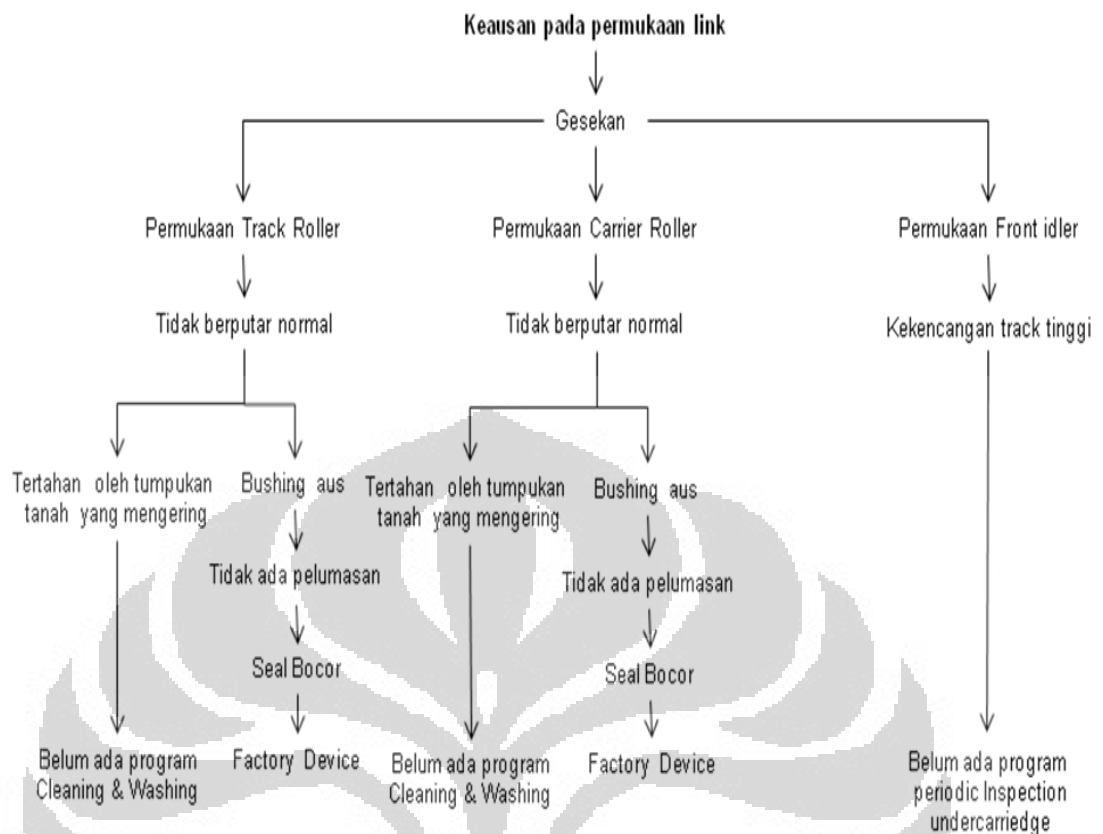 Keausan pada permukaan link
Gesekan
Permukaan Track Roller
Permukaan Carrier Roller
Permukaan Front idler
Tidak berputar normal
Tidak berputar normal
Kekencangan track tinggi
Tertahan oleh tumpukan
tanah yang mengering
Bushing aus
Tertahan oleh tumpukan
tanah yang mengering
Bushing aus
Tidak ada pelumasan
Tidak ada pelumasan
Seal Bocor
Seal Bocor
Belum ada program
Cleaning & Washing
Factory Device
Belum ada program
Cleaning & Washing
Factory Device
Belum ada program
periodic Inspection
undercarriedge